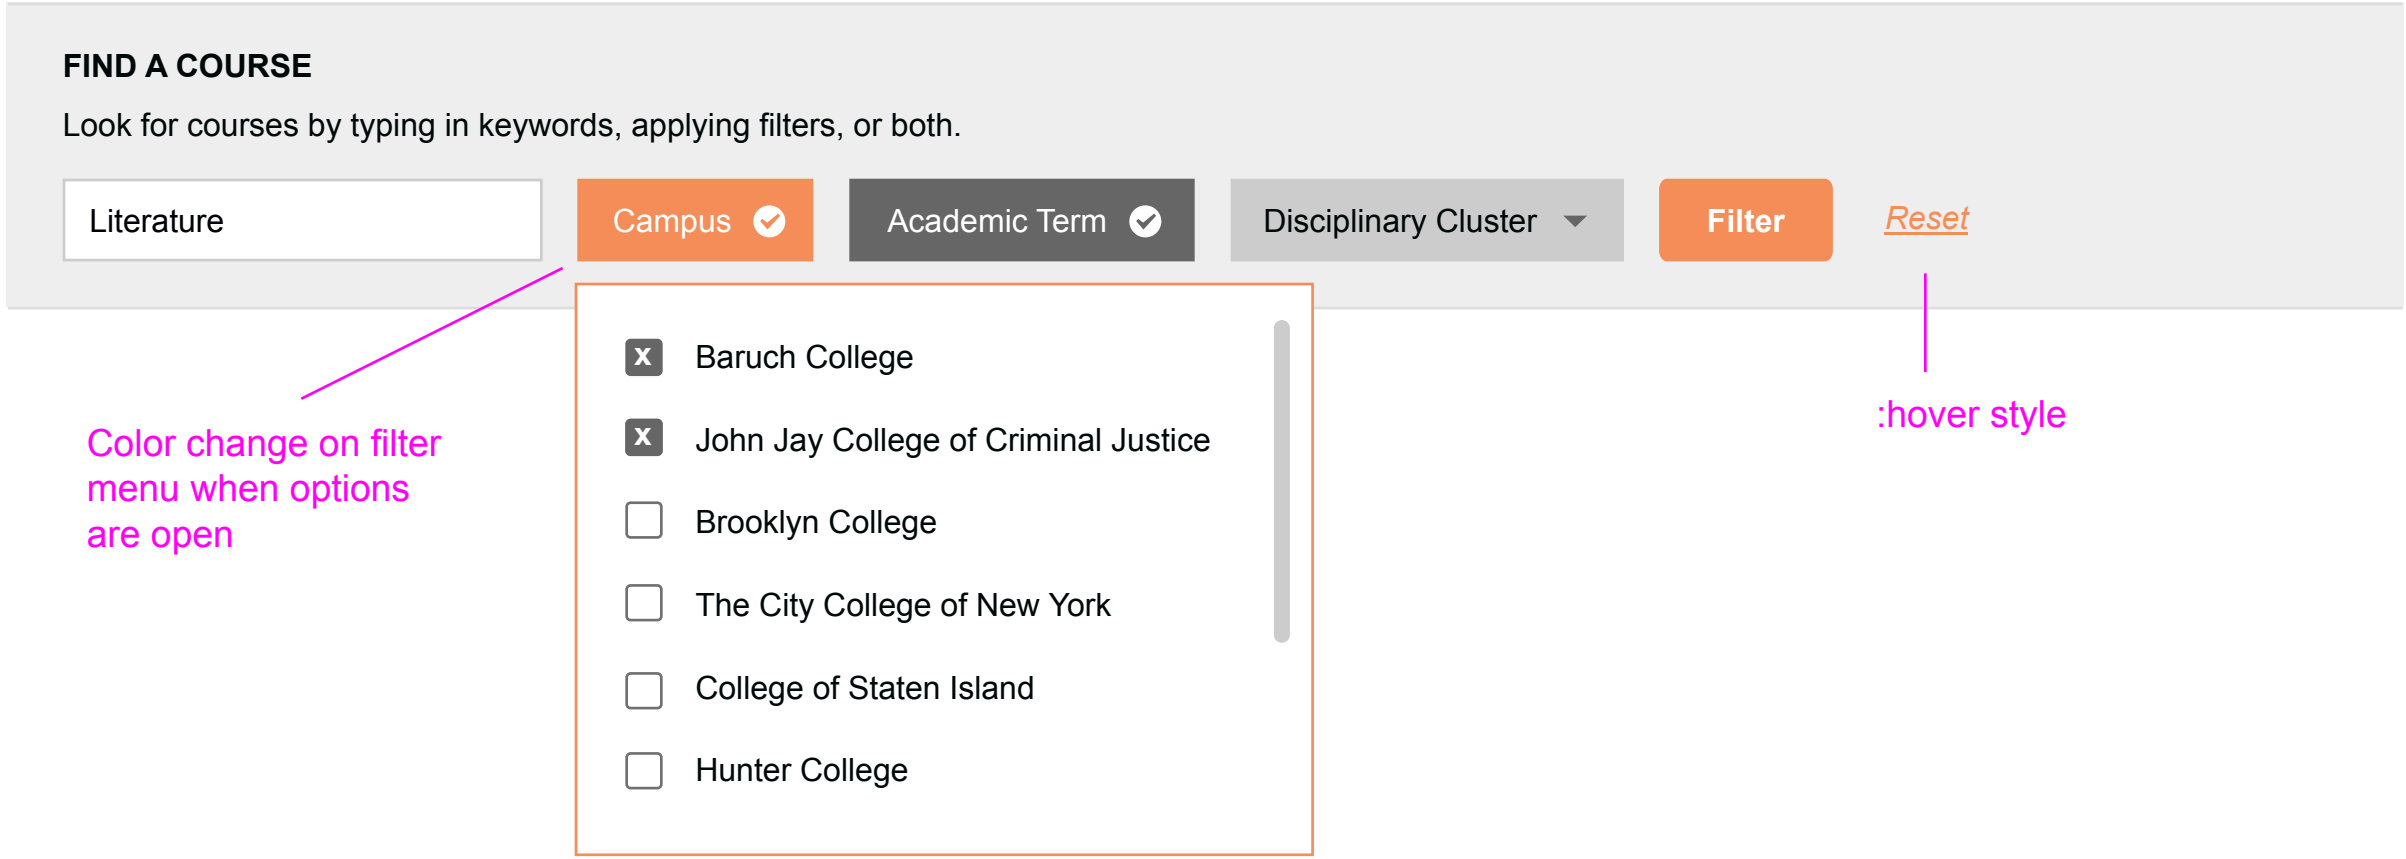 FIND A COURSE
Look for courses by typing in keywords, applying filters, or both.
Literature
Campus
Academic Term
Disciplinary Cluster
Filter
Reset
X Baruch College
X John Jay College of Criminal Justice
Brooklyn College
The City College of New York
College of Staten Island
Hunter College
Color change on filter
menu when options
are open
:hover style